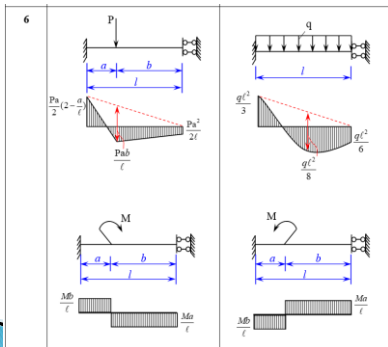 6
P
a
b
l
Pa/2 (2 - a/ℓ)
Pab/ℓ
Pa²/2ℓ
q
l
qℓ²/3
qℓ²/8
qℓ²/6
M
a
b
l
Mb/ℓ
Ma/ℓ
M
a
b
l
Mb/ℓ
Ma/ℓ